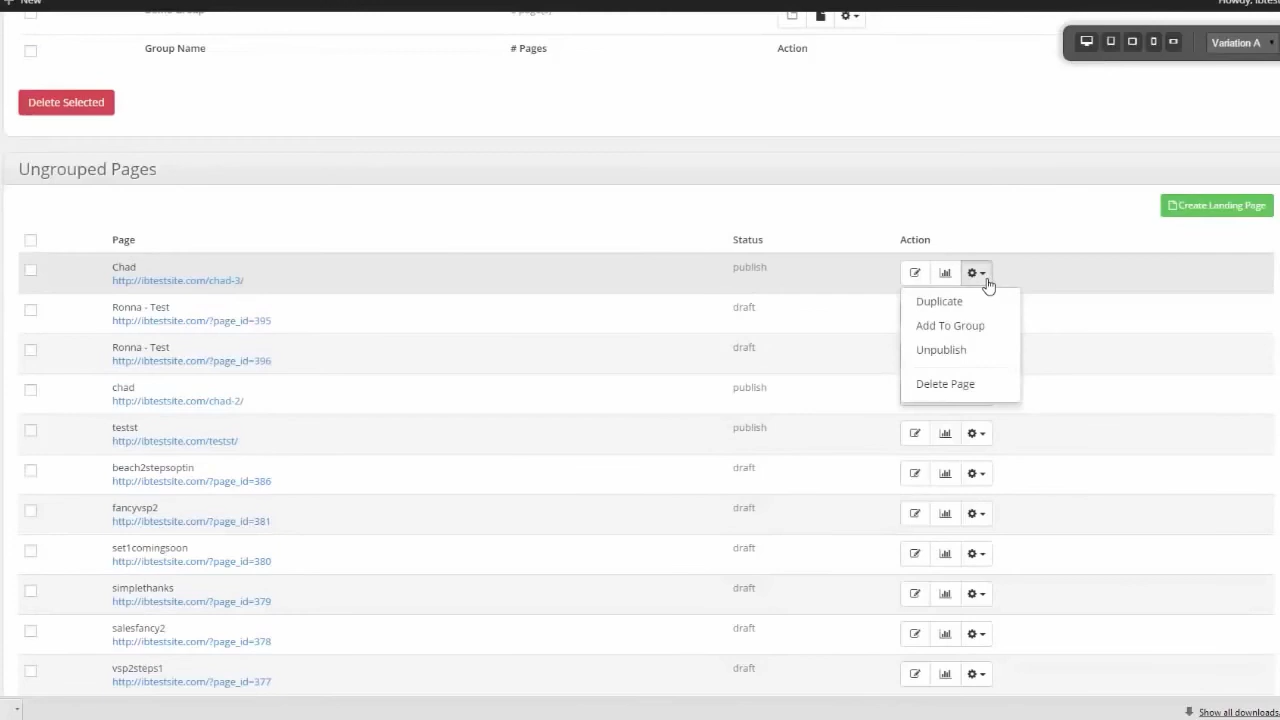 New
Howdy, ibtest
Group Name # Pages Action
Variation A
Delete Selected
Ungrouped Pages
Create Landing Page
Page Status Action
Chad publish
http://ibtestsite.com/chad-3/
Duplicate
Ronna - Test draft
http://ibtestsite.com/?page_id=395
Add To Group
Ronna - Test draft
Unpublish
http://ibtestsite.com/?page_id=396
chad publish
Delete Page
http://ibtestsite.com/chad-2/
testst publish
http://ibtestsite.com/testst/
beach2stepsoptin draft
http://ibtestsite.com/?page_id=386
fancyvsp2 draft
http://ibtestsite.com/?page_id=381
set1comingsoon draft
http://ibtestsite.com/?page_id=380
simplethanks draft
http://ibtestsite.com/?page_id=379
salesfancy2 draft
http://ibtestsite.com/?page_id=378
vsp2steps1 draft
http://ibtestsite.com/?page_id=377
Show all downloads